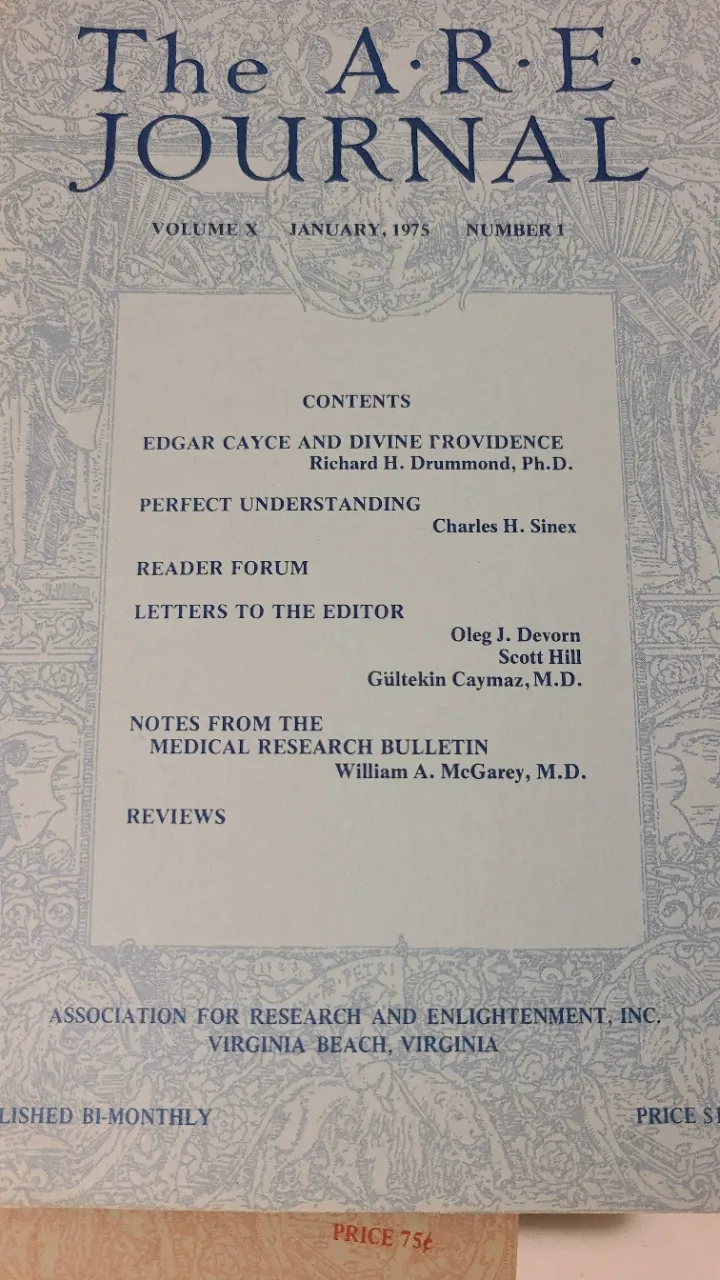 The A·R·E·
JOURNAL
VOLUME X JANUARY, 1975 NUMBER 1
CONTENTS
EDGAR CAYCE AND DIVINE PROVIDENCE
Richard H. Drummond, Ph.D.
PERFECT UNDERSTANDING
Charles H. Sinex
READER FORUM
LETTERS TO THE EDITOR
Oleg J. Devorn
Scott Hill
Gültekin Caymaz, M.D.
NOTES FROM THE
MEDICAL RESEARCH BULLETIN
William A. McGarey, M.D.
REVIEWS
ASSOCIATION FOR RESEARCH AND ENLIGHTENMENT, INC.
VIRGINIA BEACH, VIRGINIA
LISHED BI-MONTHLY PRICE $1
PRICE 75¢